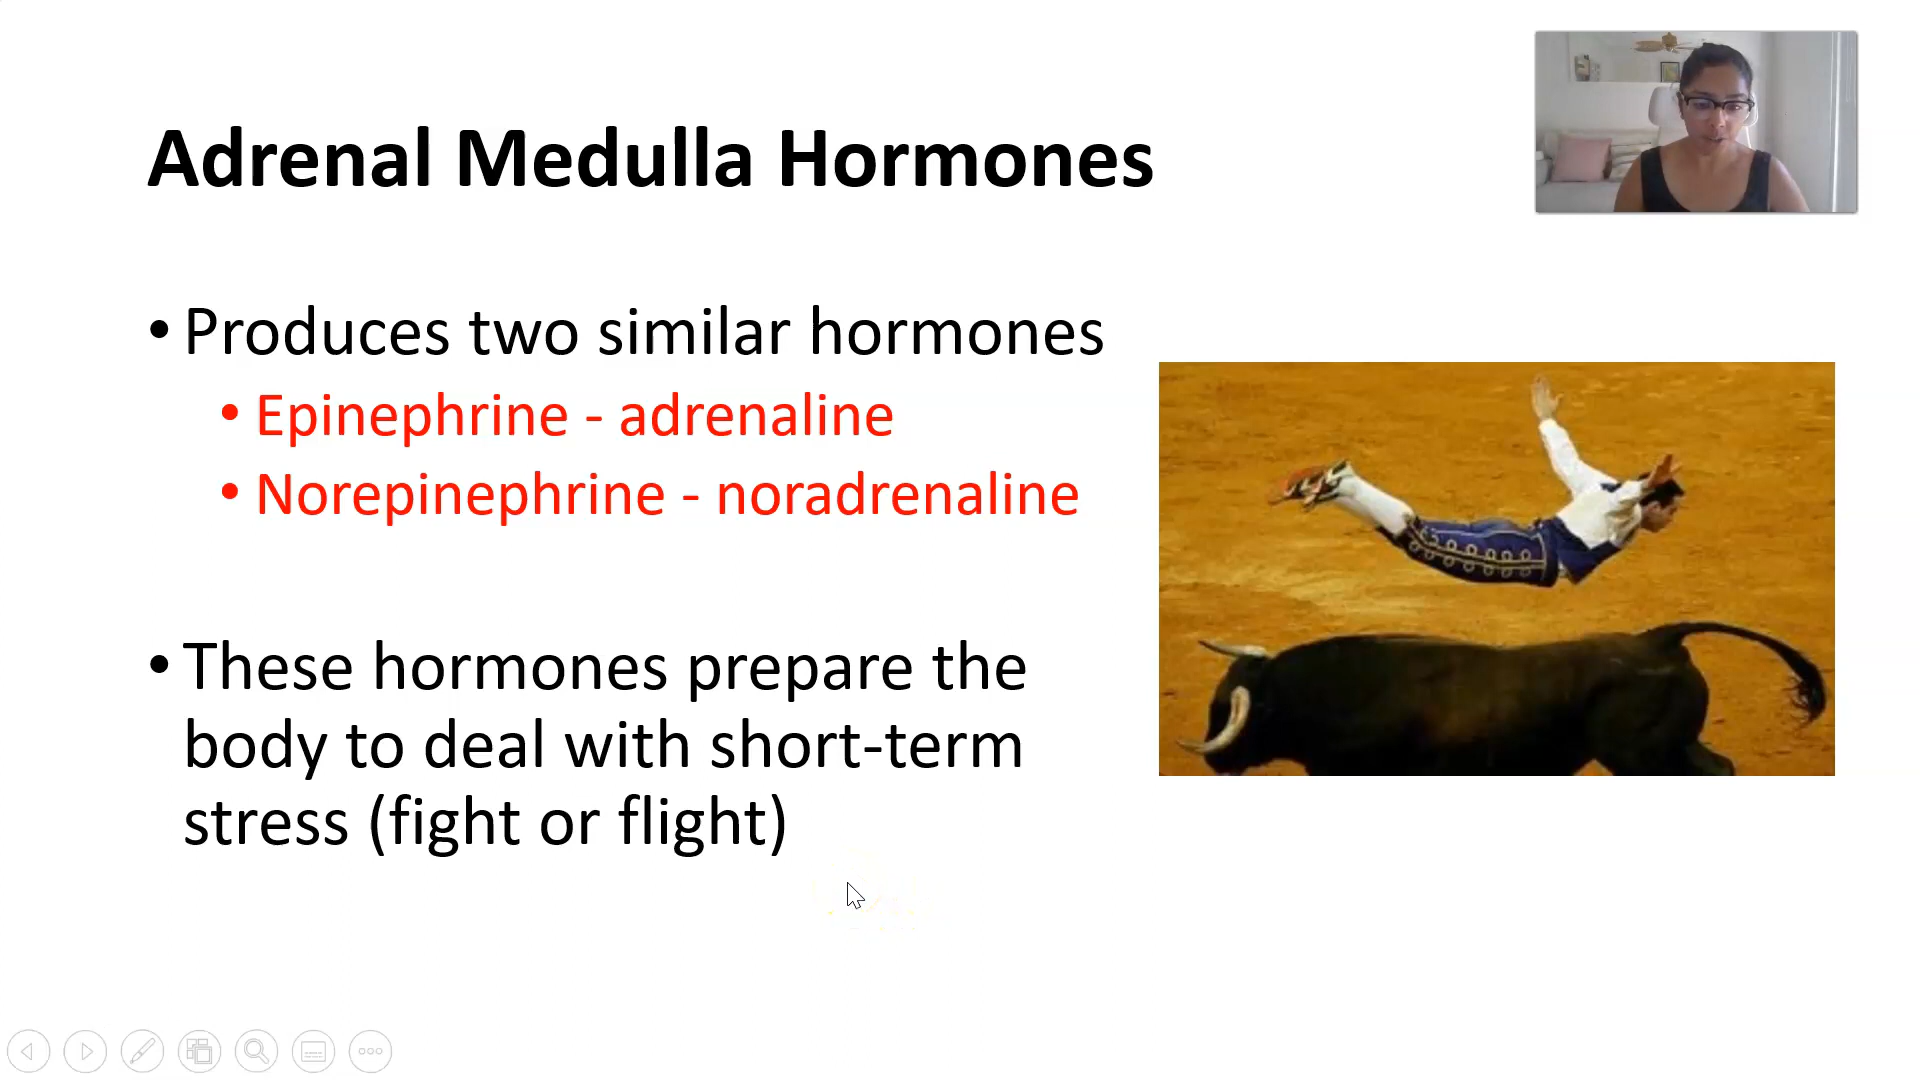 Adrenal Medulla Hormones
• Produces two similar hormones
• Epinephrine - adrenaline
• Norepinephrine - noradrenaline
• These hormones prepare the
body to deal with short-term
stress (fight or flight)